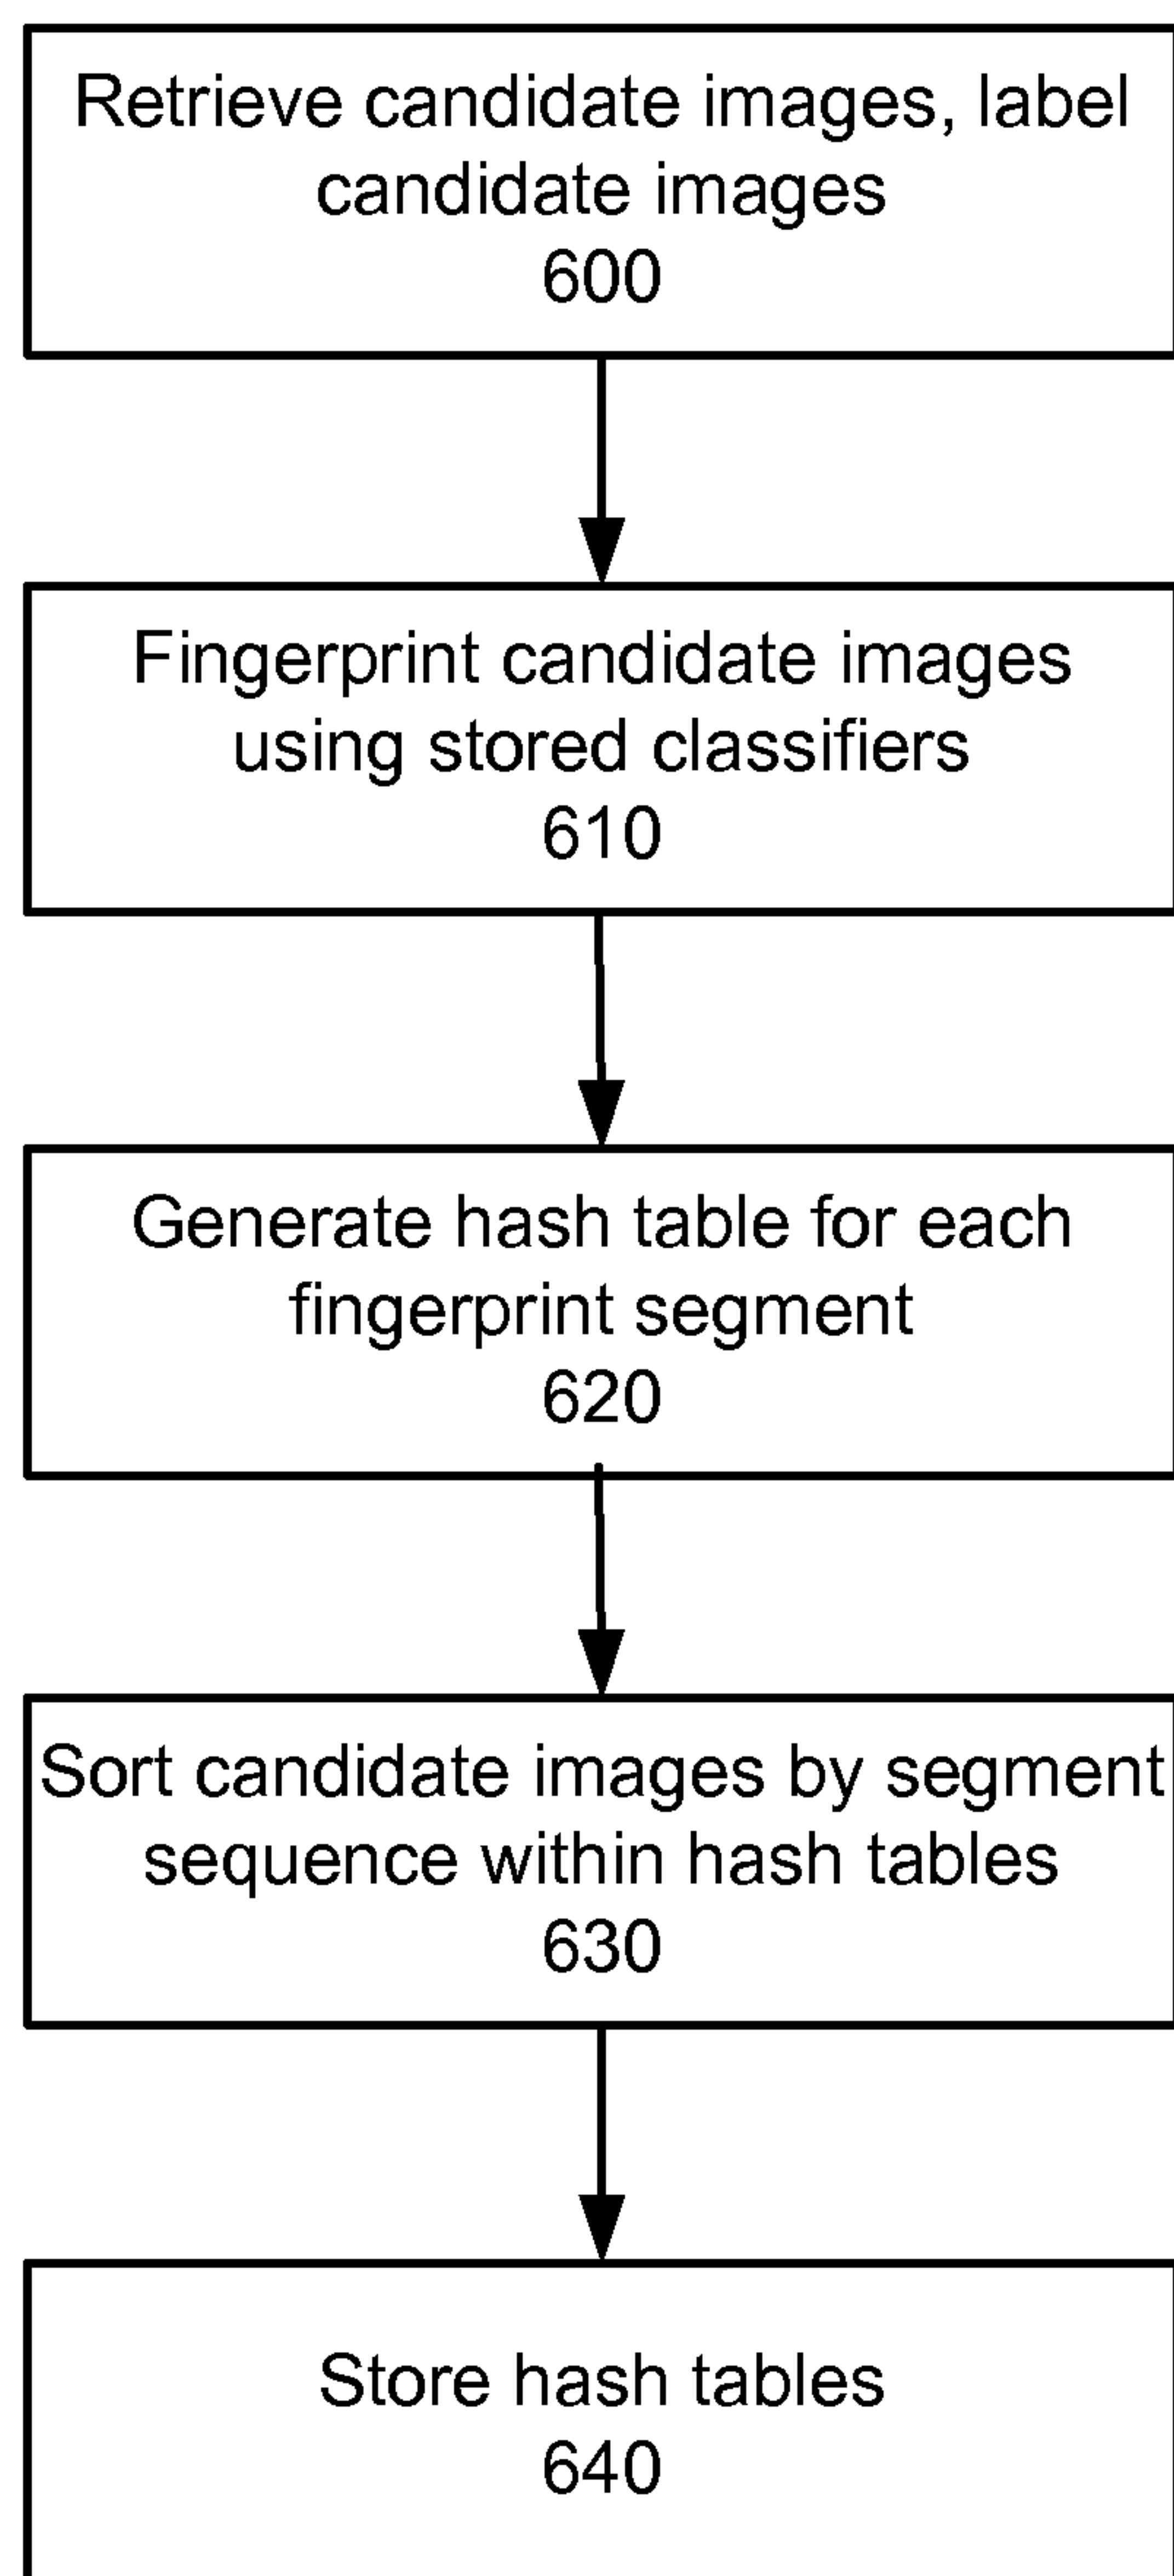 Retrieve candidate images, label
candidate images
600
Fingerprint candidate images
using stored classifiers
610
Generate hash table for each
fingerprint segment
620
Sort candidate images by segment
sequence within hash tables
630
Store hash tables
640